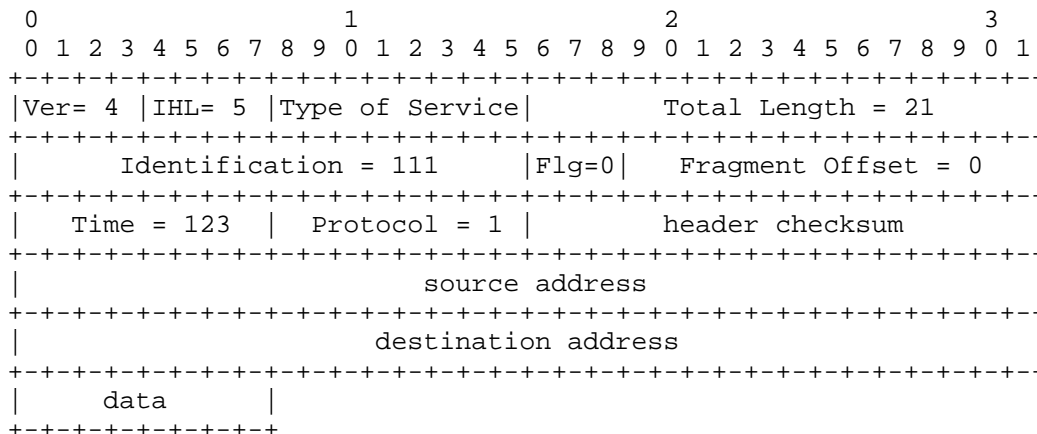 0                   1                   2                   3
 0 1 2 3 4 5 6 7 8 9 0 1 2 3 4 5 6 7 8 9 0 1 2 3 4 5 6 7 8 9 0 1
+-+-+-+-+-+-+-+-+-+-+-+-+-+-+-+-+-+-+-+-+-+-+-+-+-+-+-+-+-+-+-+--
|Ver= 4 |IHL= 5 |Type of Service|        Total Length = 21
+-+-+-+-+-+-+-+-+-+-+-+-+-+-+-+-+-+-+-+-+-+-+-+-+-+-+-+-+-+-+-+--
|      Identification = 111     |Flg=0|   Fragment Offset = 0
+-+-+-+-+-+-+-+-+-+-+-+-+-+-+-+-+-+-+-+-+-+-+-+-+-+-+-+-+-+-+-+--
|   Time = 123  |  Protocol = 1 |        header checksum
+-+-+-+-+-+-+-+-+-+-+-+-+-+-+-+-+-+-+-+-+-+-+-+-+-+-+-+-+-+-+-+--
|                         source address
+-+-+-+-+-+-+-+-+-+-+-+-+-+-+-+-+-+-+-+-+-+-+-+-+-+-+-+-+-+-+-+--
|                      destination address
+-+-+-+-+-+-+-+-+-+-+-+-+-+-+-+-+-+-+-+-+-+-+-+-+-+-+-+-+-+-+-+--
|     data      |
+-+-+-+-+-+-+-+-+